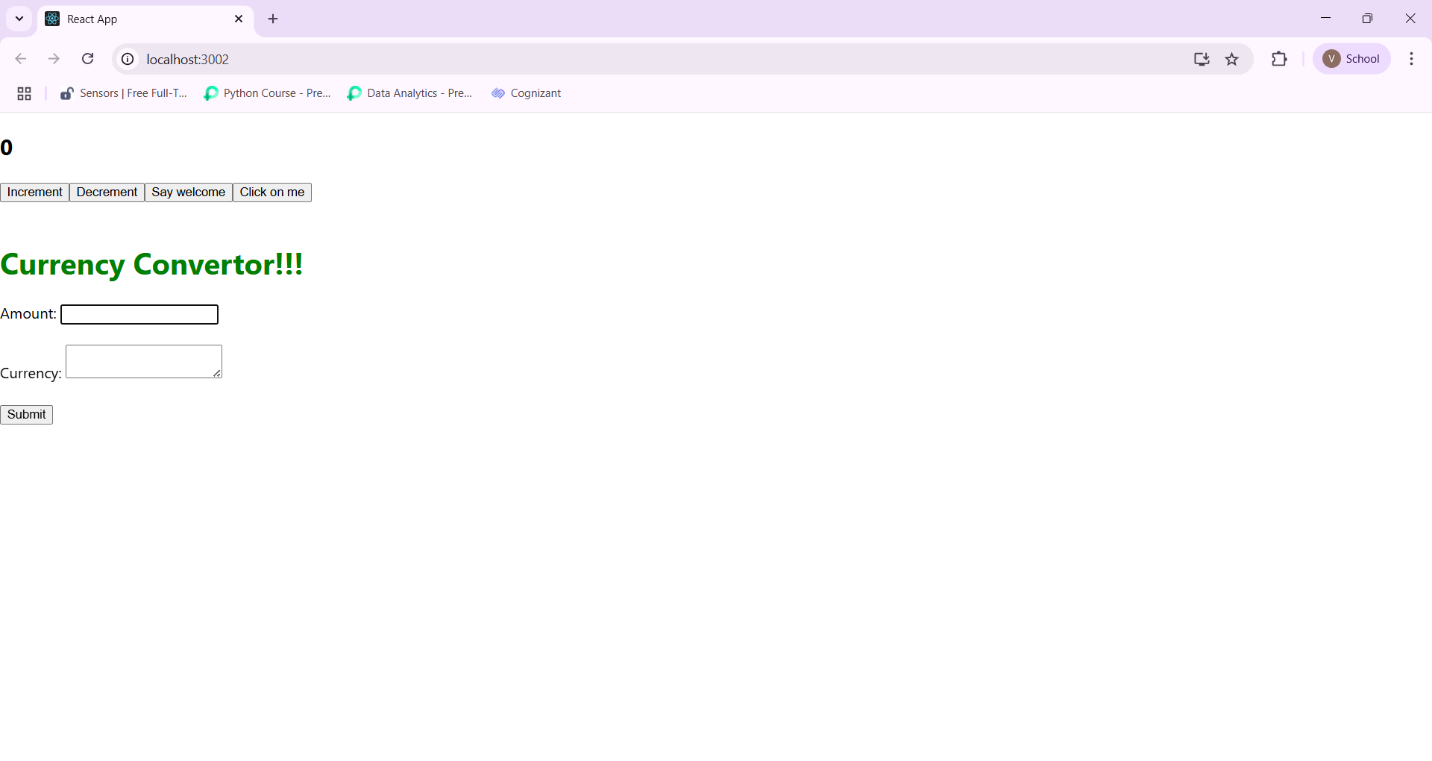 React App
localhost:3002
V School
Sensors | Free Full-T... Python Course - Pre... Data Analytics - Pre... Cognizant
0
Increment Decrement Say welcome Click on me
Currency Convertor!!!
Amount:
Currency:
Submit